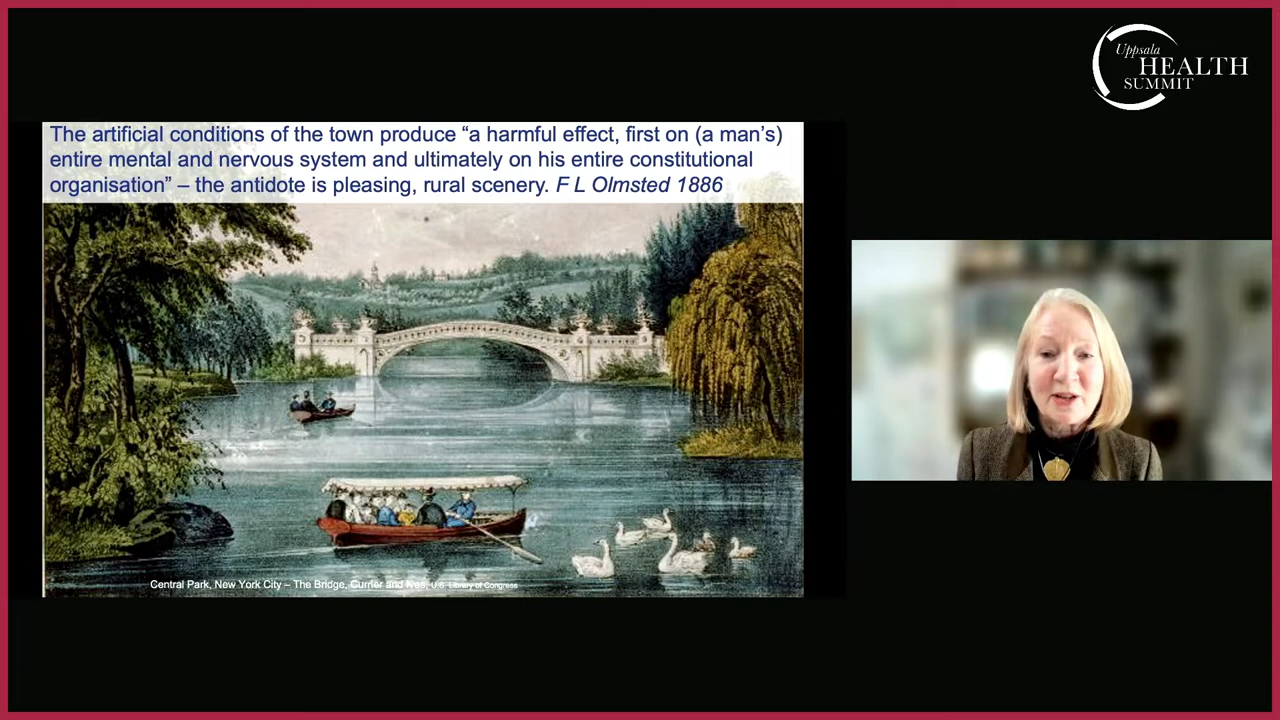 Uppsala
HEALTH
SUMMIT
The artificial conditions of the town produce “a harmful effect, first on (a man’s)
entire mental and nervous system and ultimately on his entire constitutional
organisation” – the antidote is pleasing, rural scenery. F L Olmsted 1886
Central Park, New York City – The Bridge, Currier and Ives, U.S. Library of Congress